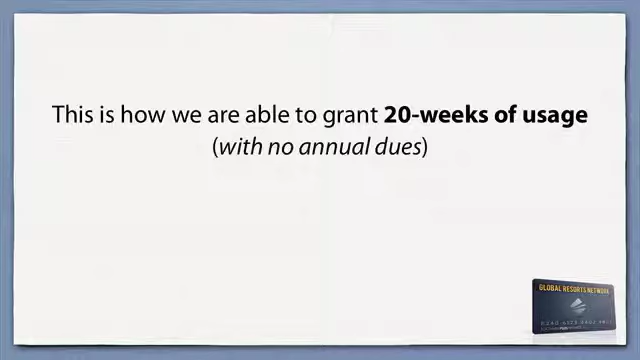 This is how we are able to grant 20-weeks of usage
(with no annual dues)
GLOBAL RESORTS NETWORK